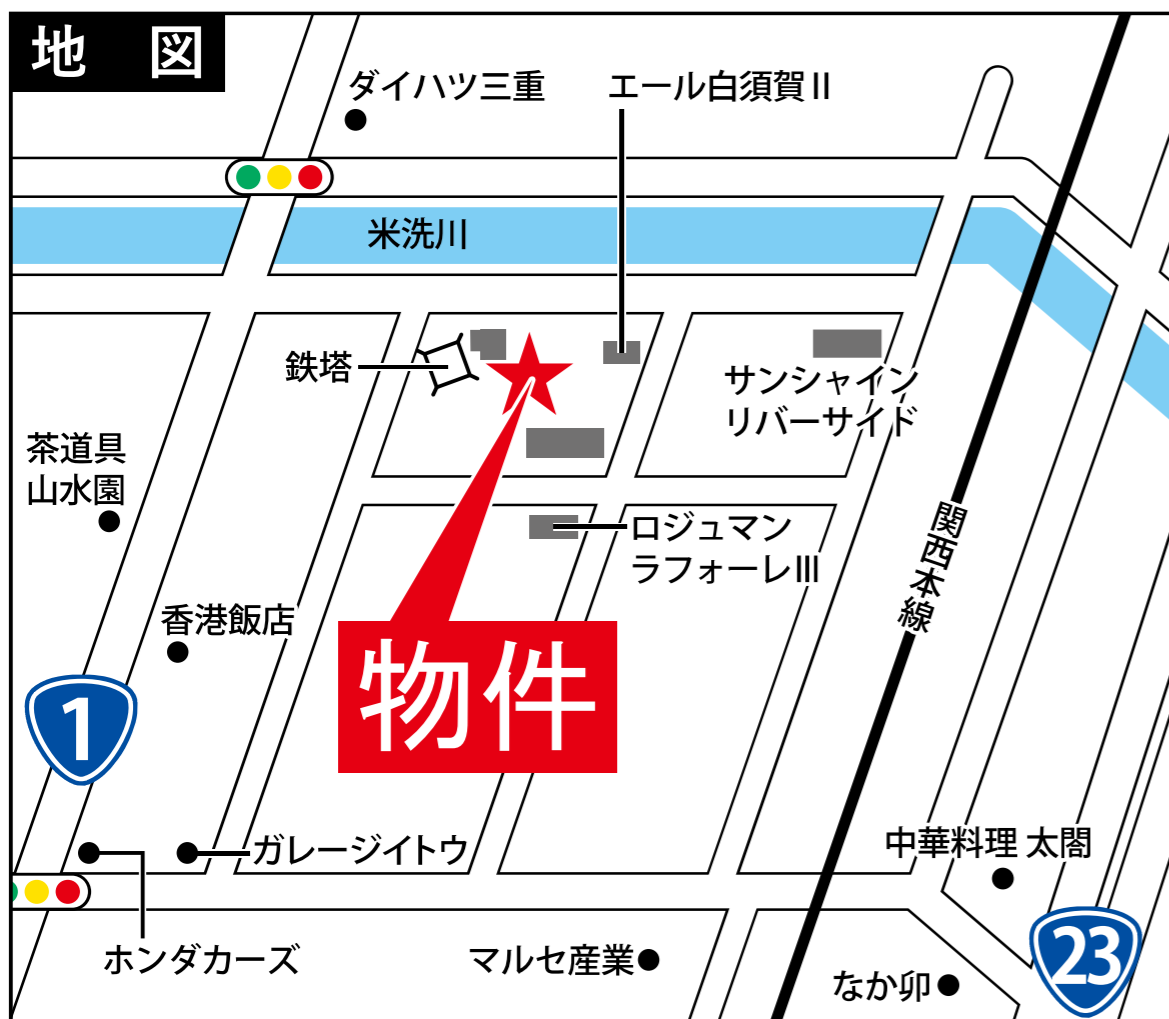 地 図
ダイハツ三重
エール白須賀Ⅱ
米洗川
鉄塔
サンシャイン
リバーサイド
茶道具
山水園
ロジュマン
ラフォーレⅢ
関西本線
香港飯店
物件
1
ガレージイトウ
中華料理 太閤
ホンダカーズ
マルセ産業
なか卯
23